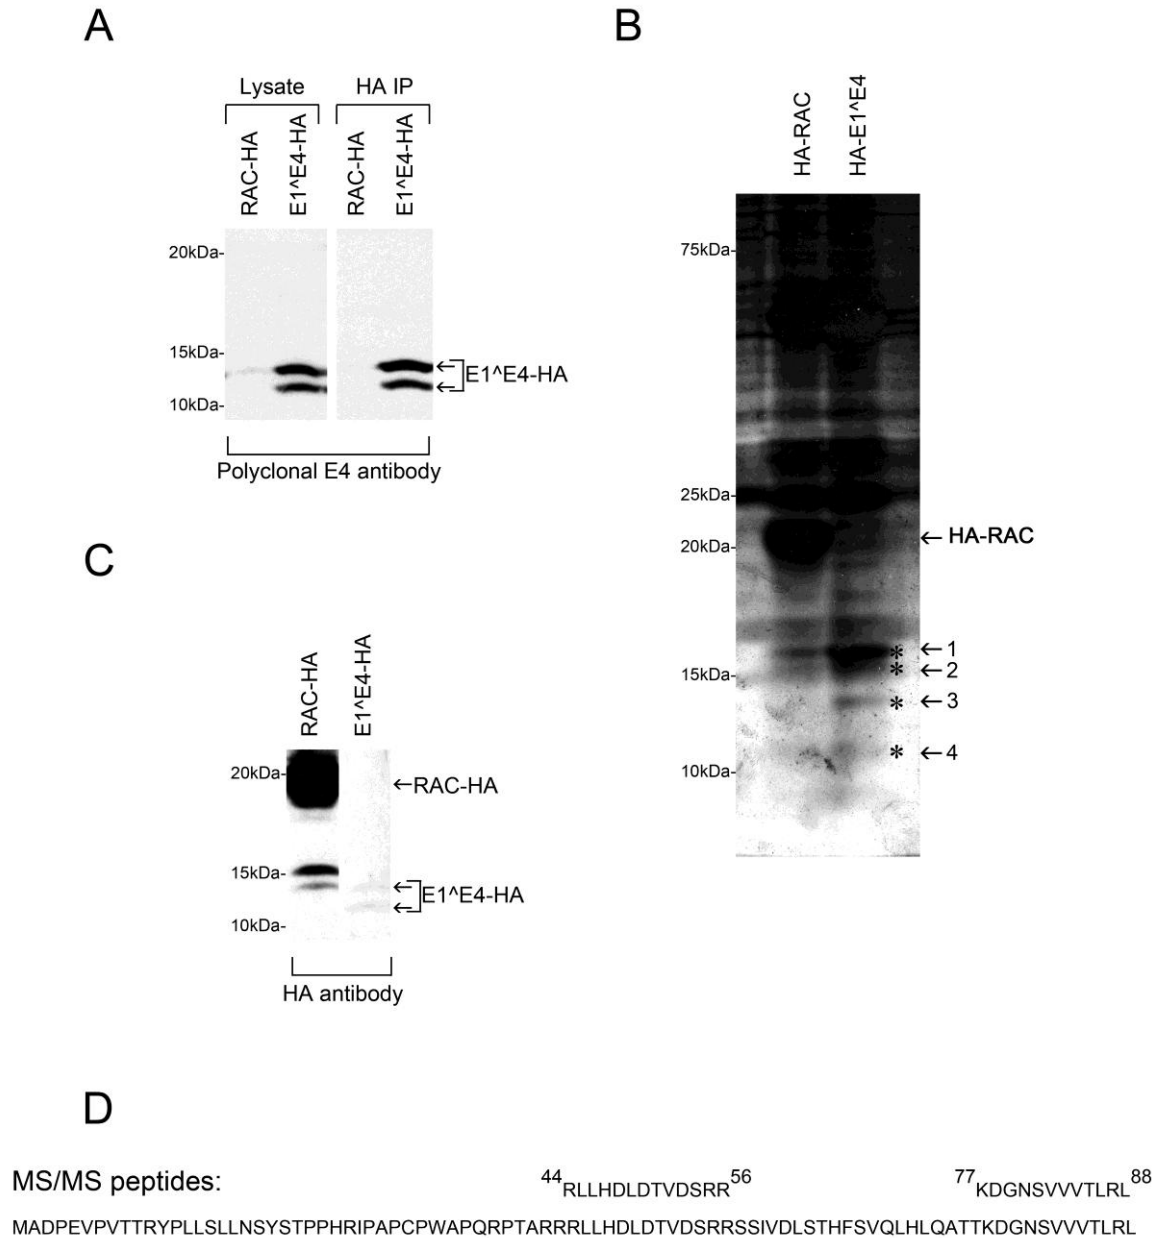 A
Lysate
HA IP
RAC-HA
E1^E4-HA
RAC-HA
E1^E4-HA
20kDa-
15kDa-
10kDa-
E1^E4-HA
Polyclonal E4 antibody
B
HA-RAC
HA-E1^E4
75kDa-
25kDa-
20kDa-
15kDa-
10kDa-
←HA-RAC
*←1
*←2
*←3
*←4
C
RAC-HA
E1^E4-HA
20kDa-
15kDa-
10kDa-
←RAC-HA
E1^E4-HA
HA antibody
D
MS/MS peptides: 44RLLHDLDTVDSRR56 77KDGNSVVVTLRL88
MADPEVPVTTRYPLLSLLNSYSTPPHRIPAPCPWAPQRPTARRRLLHDLDTVDSRRSSIVDLSTHFSVQLHLQATTKDGNSVVVTLRL